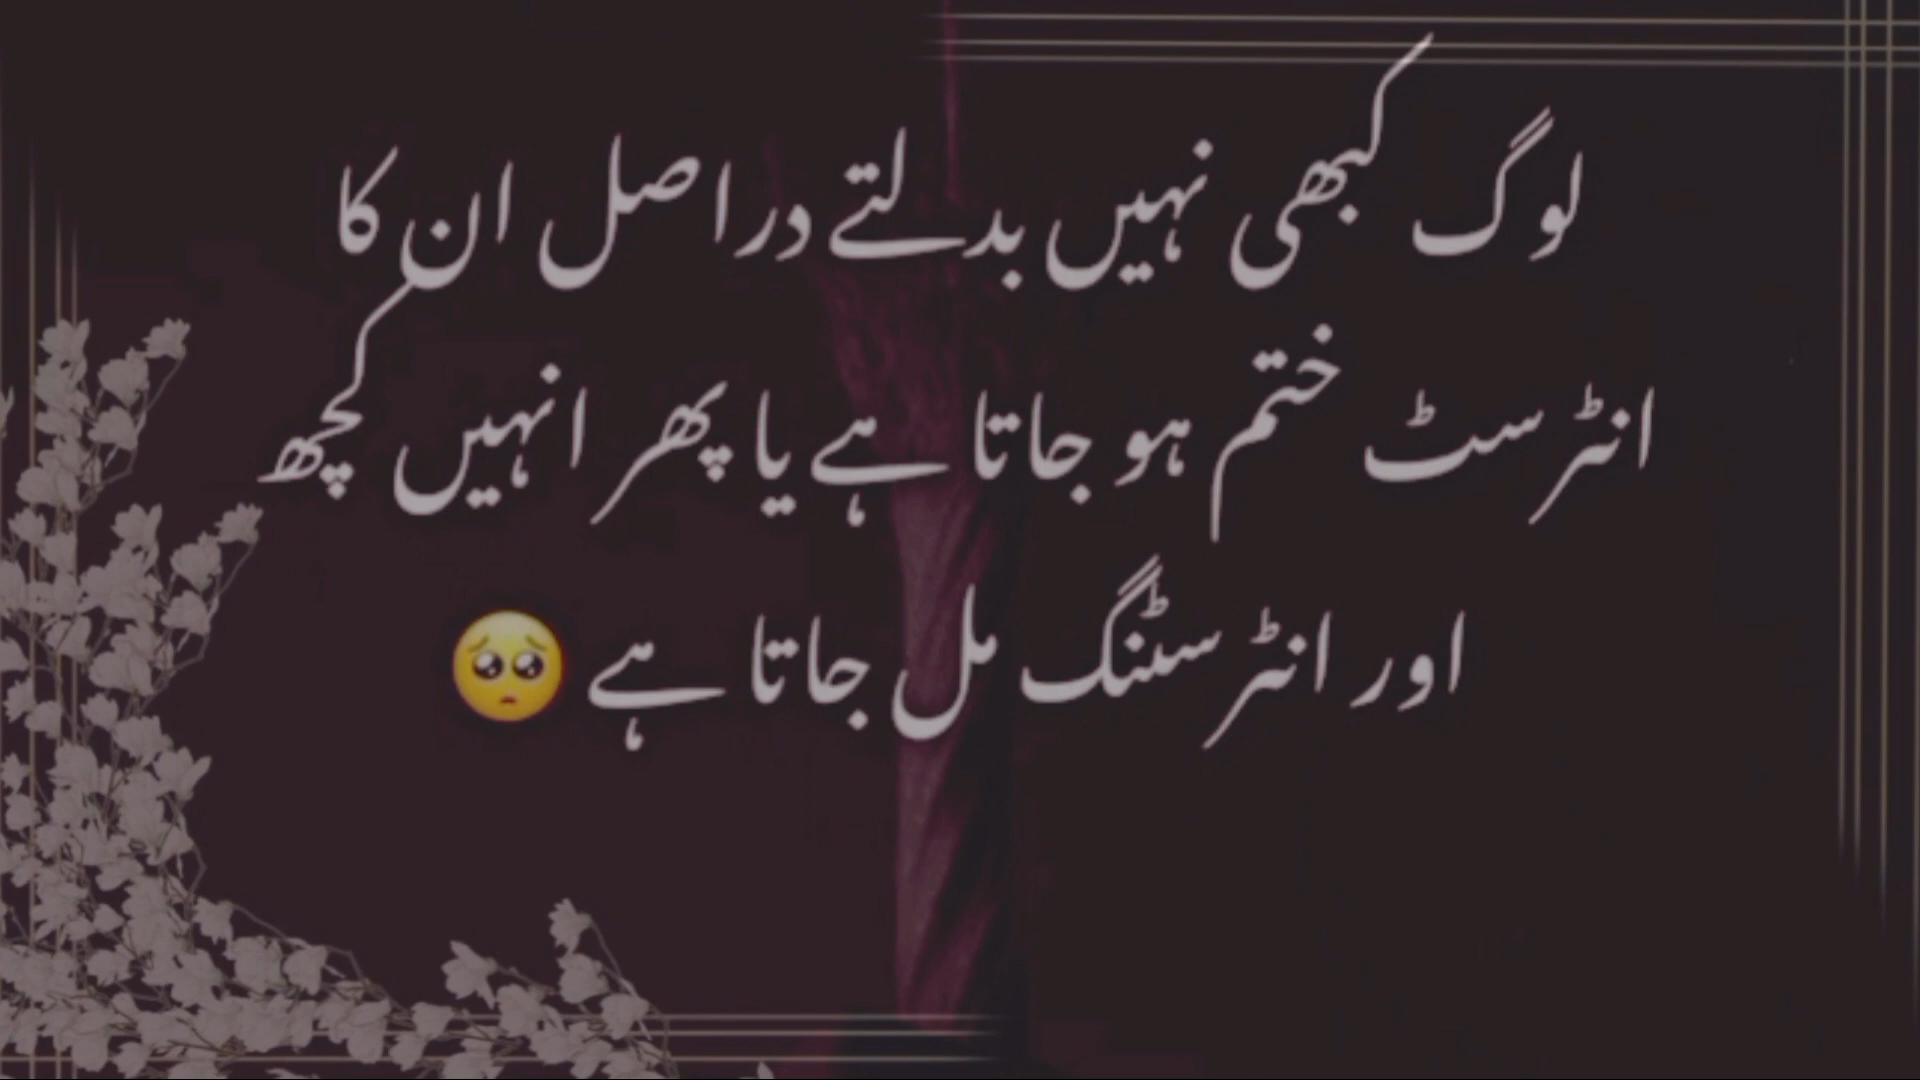 لوگ کبھی نہیں بدلتے دراصل ان کا
انٹرسٹ ختم ہو جاتا ہے یا پھر انہیں کچھ
اور انٹرسٹنگ مل جاتا ہے 🥺